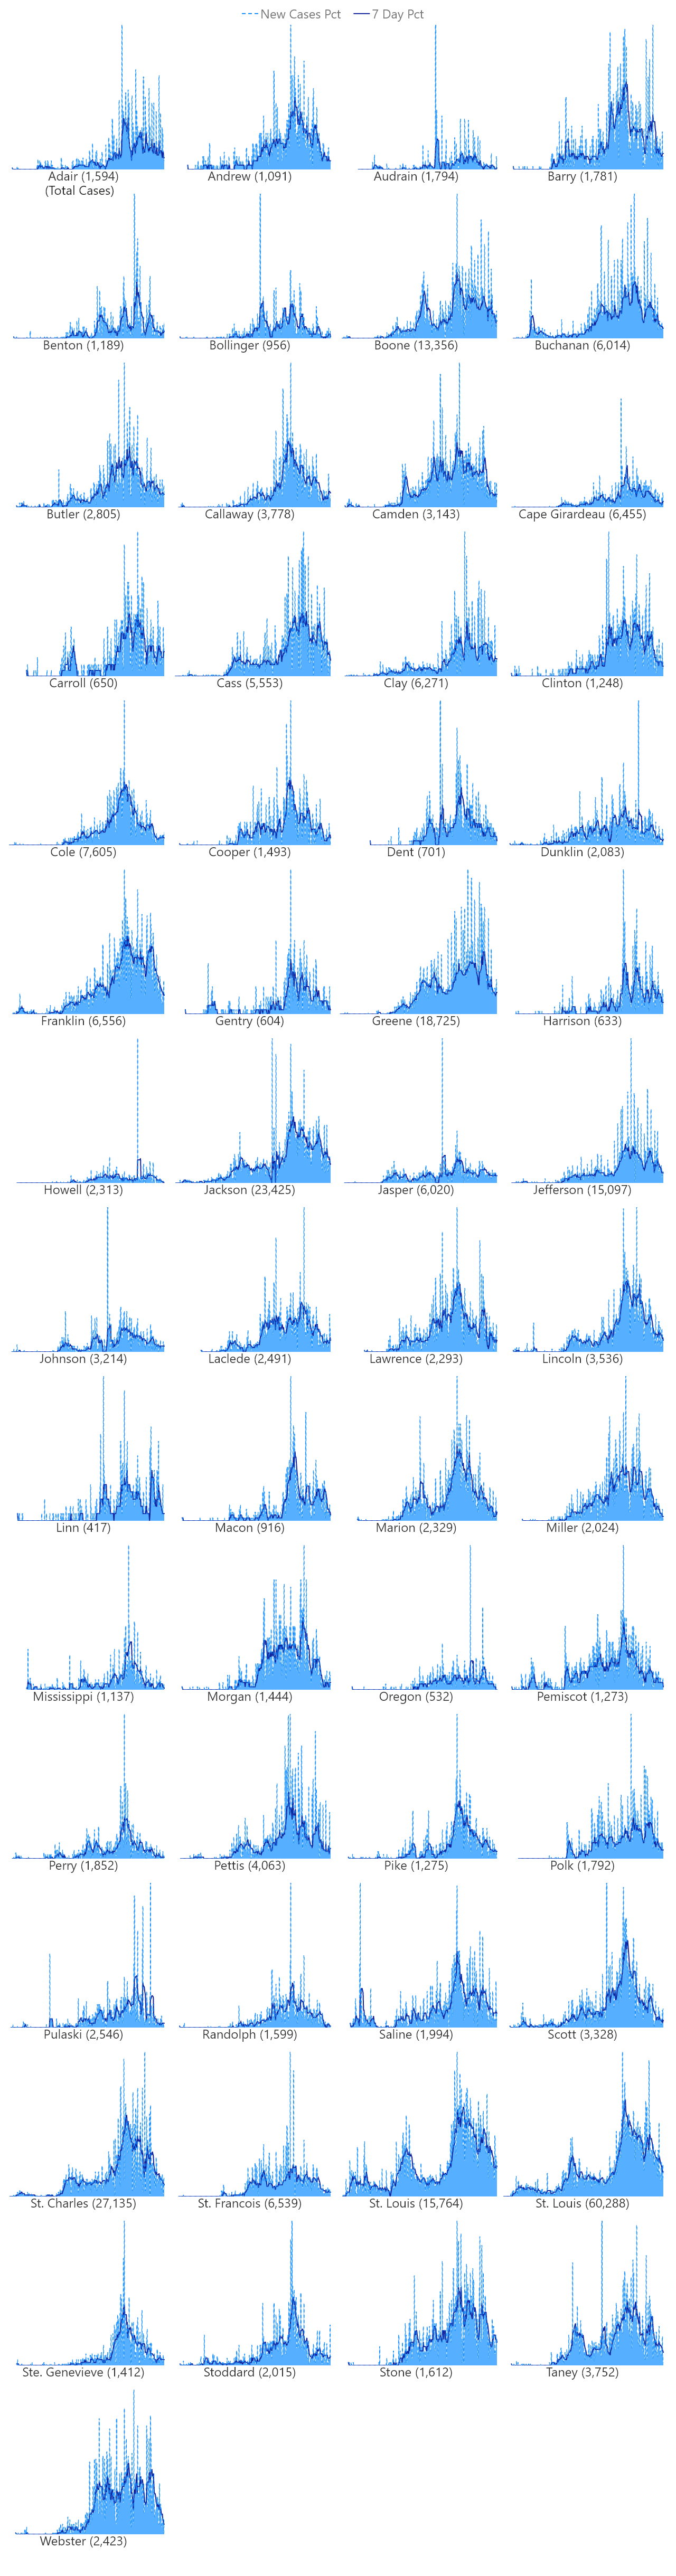 New Cases Pct 7 Day Pct
Adair (1,594) Andrew (1,091) Audrain (1,794) Barry (1,781)
(Total Cases)
Benton (1,189) Bollinger (956) Boone (13,356) Buchanan (6,014)
Butler (2,805) Callaway (3,778) Camden (3,143) Cape Girardeau (6,455)
Carroll (650) Cass (5,553) Clay (6,271) Clinton (1,248)
Cole (7,605) Cooper (1,493) Dent (701) Dunklin (2,083)
Franklin (6,556) Gentry (604) Greene (18,725) Harrison (633)
Howell (2,313) Jackson (23,425) Jasper (6,020) Jefferson (15,097)
Johnson (3,214) Laclede (2,491) Lawrence (2,293) Lincoln (3,536)
Linn (417) Macon (916) Marion (2,329) Miller (2,024)
Mississippi (1,137) Morgan (1,444) Oregon (532) Pemiscot (1,273)
Perry (1,852) Pettis (4,063) Pike (1,275) Polk (1,792)
Pulaski (2,546) Randolph (1,599) Saline (1,994) Scott (3,328)
St. Charles (27,135) St. Francois (6,539) St. Louis (15,764) St. Louis (60,288)
Ste. Genevieve (1,412) Stoddard (2,015) Stone (1,612) Taney (3,752)
Webster (2,423)